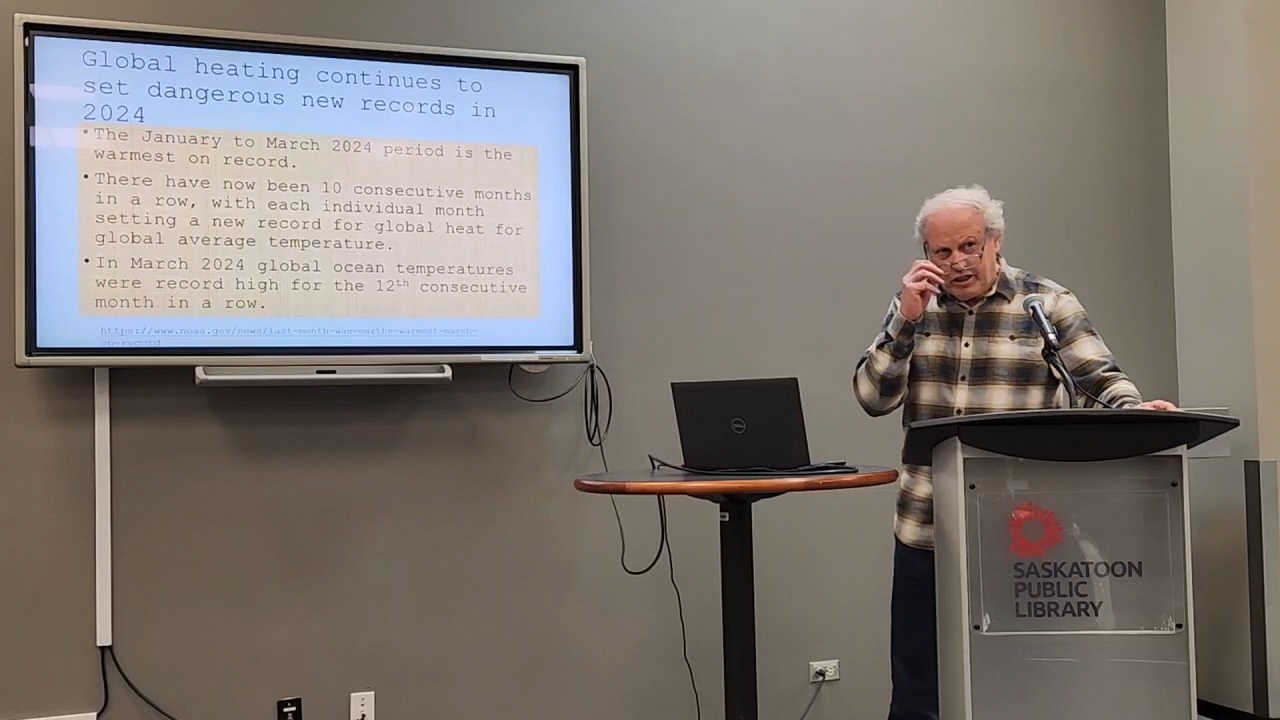 Global heating continues to
set dangerous new records in
2024
•The January to March 2024 period is the
warmest on record.
•There have now been 10 consecutive months
in a row, with each individual month
setting a new record for global heat for
global average temperature.
•In March 2024 global ocean temperatures
were record high for the 12th consecutive
month in a row.
https://www.noaa.gov/news/last-month-was-earths-warmest-march-
on-record
DELL
SASKATOON
PUBLIC
LIBRARY